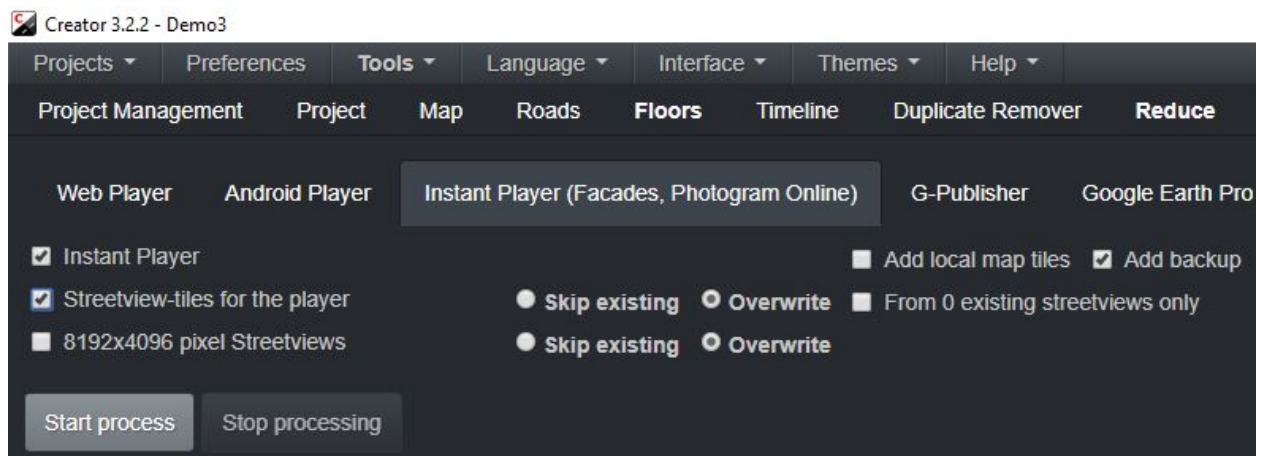 Creator 3.2.2 - Demo3
Projects Preferences Tools Language Interface Themes Help
Project Management Project Map Roads Floors Timeline Duplicate Remover Reduce
Web Player Android Player Instant Player (Facades, Photogram Online) G-Publisher Google Earth Pro
Instant Player Add local map tiles Add backup
Streetview-tiles for the player Skip existing Overwrite From 0 existing streetviews only
8192x4096 pixel Streetviews Skip existing Overwrite
Start process Stop processing